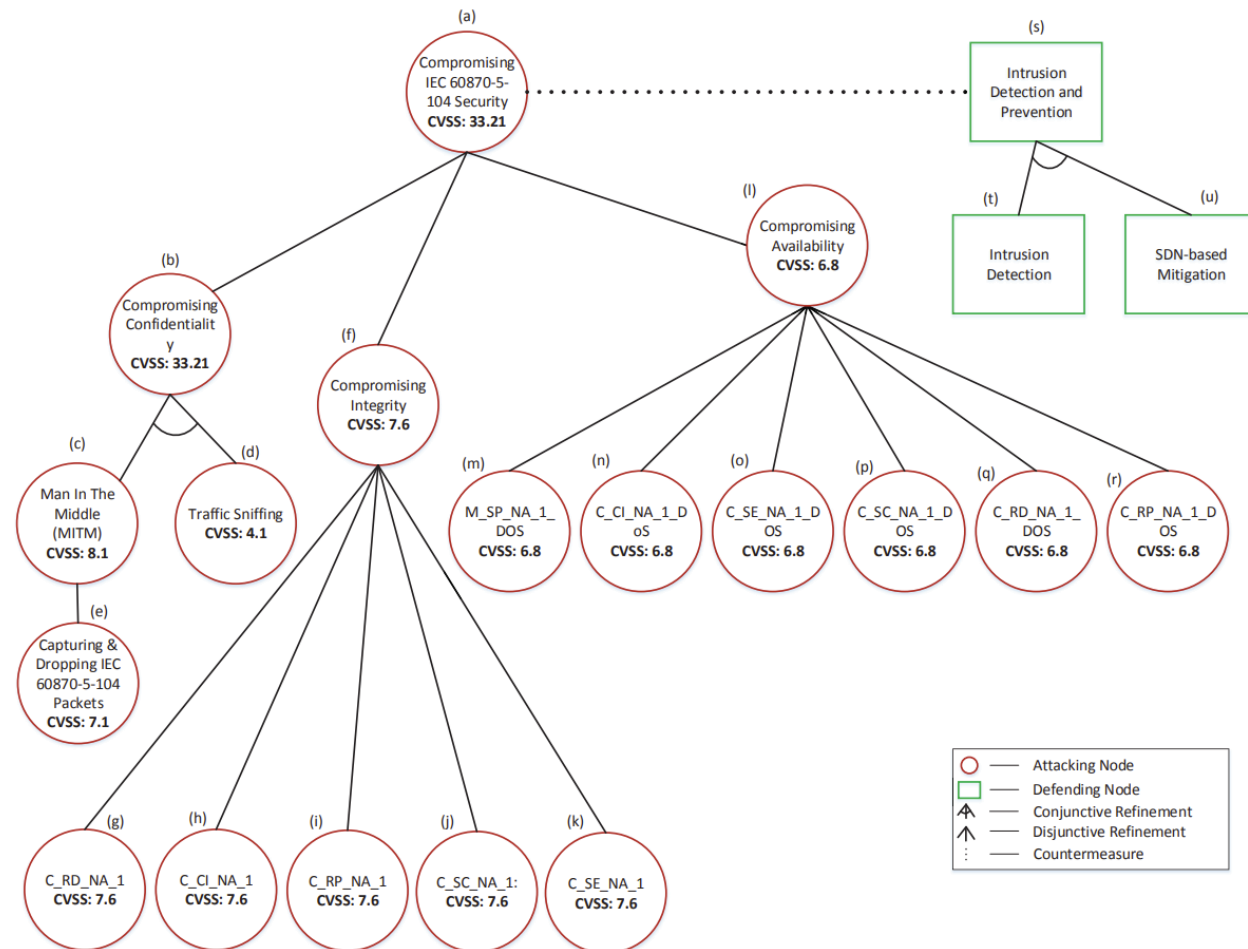 (a)
Compromising
IEC 60870-5-
104 Security
CVSS: 33.21
(s)
Intrusion
Detection and
Prevention
(l)
Compromising
Availability
CVSS: 6.8
(t)
Intrusion
Detection
(u)
SDN-based
Mitigation
(b)
Compromising
Confidentialit
y
CVSS: 33.21
(f)
Compromising
Integrity
CVSS: 7.6
(c)
Man In The
Middle
(MITM)
CVSS: 8.1
(d)
Traffic Sniffing
CVSS: 4.1
(m)
M_SP_NA_1_
DOS
CVSS: 6.8
(n)
C_CI_NA_1_D
oS
CVSS: 6.8
(o)
C_SE_NA_1_D
OS
CVSS: 6.8
(p)
C_SC_NA_1_D
OS
CVSS: 6.8
(q)
C_RD_NA_1_
DOS
CVSS: 6.8
(r)
C_RP_NA_1_D
OS
CVSS: 6.8
(e)
Capturing &
Dropping IEC
60870-5-104
Packets
CVSS: 7.1
(g)
C_RD_NA_1
CVSS: 7.6
(h)
C_CI_NA_1
CVSS: 7.6
(i)
C_RP_NA_1
CVSS: 7.6
(j)
C_SC_NA_1:
CVSS: 7.6
(k)
C_SE_NA_1
CVSS: 7.6
Attacking Node
Defending Node
Conjunctive Refinement
Disjunctive Refinement
Countermeasure